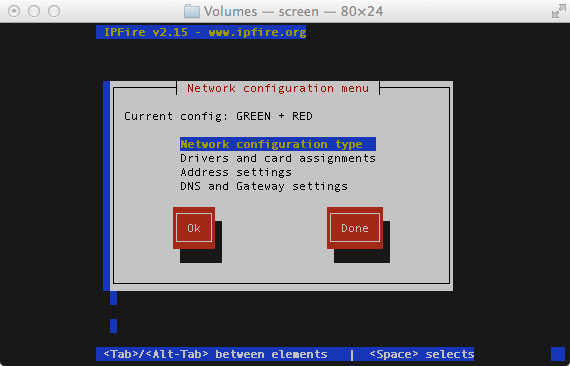 Volumes — screen — 80×24
IPFire v2.15 - www.ipfire.org
Network configuration menu
Current config: GREEN + RED
Network configuration type
Drivers and card assignments
Address settings
DNS and Gateway settings
Ok Done
<Tab>/<Alt-Tab> between elements | <Space> selects